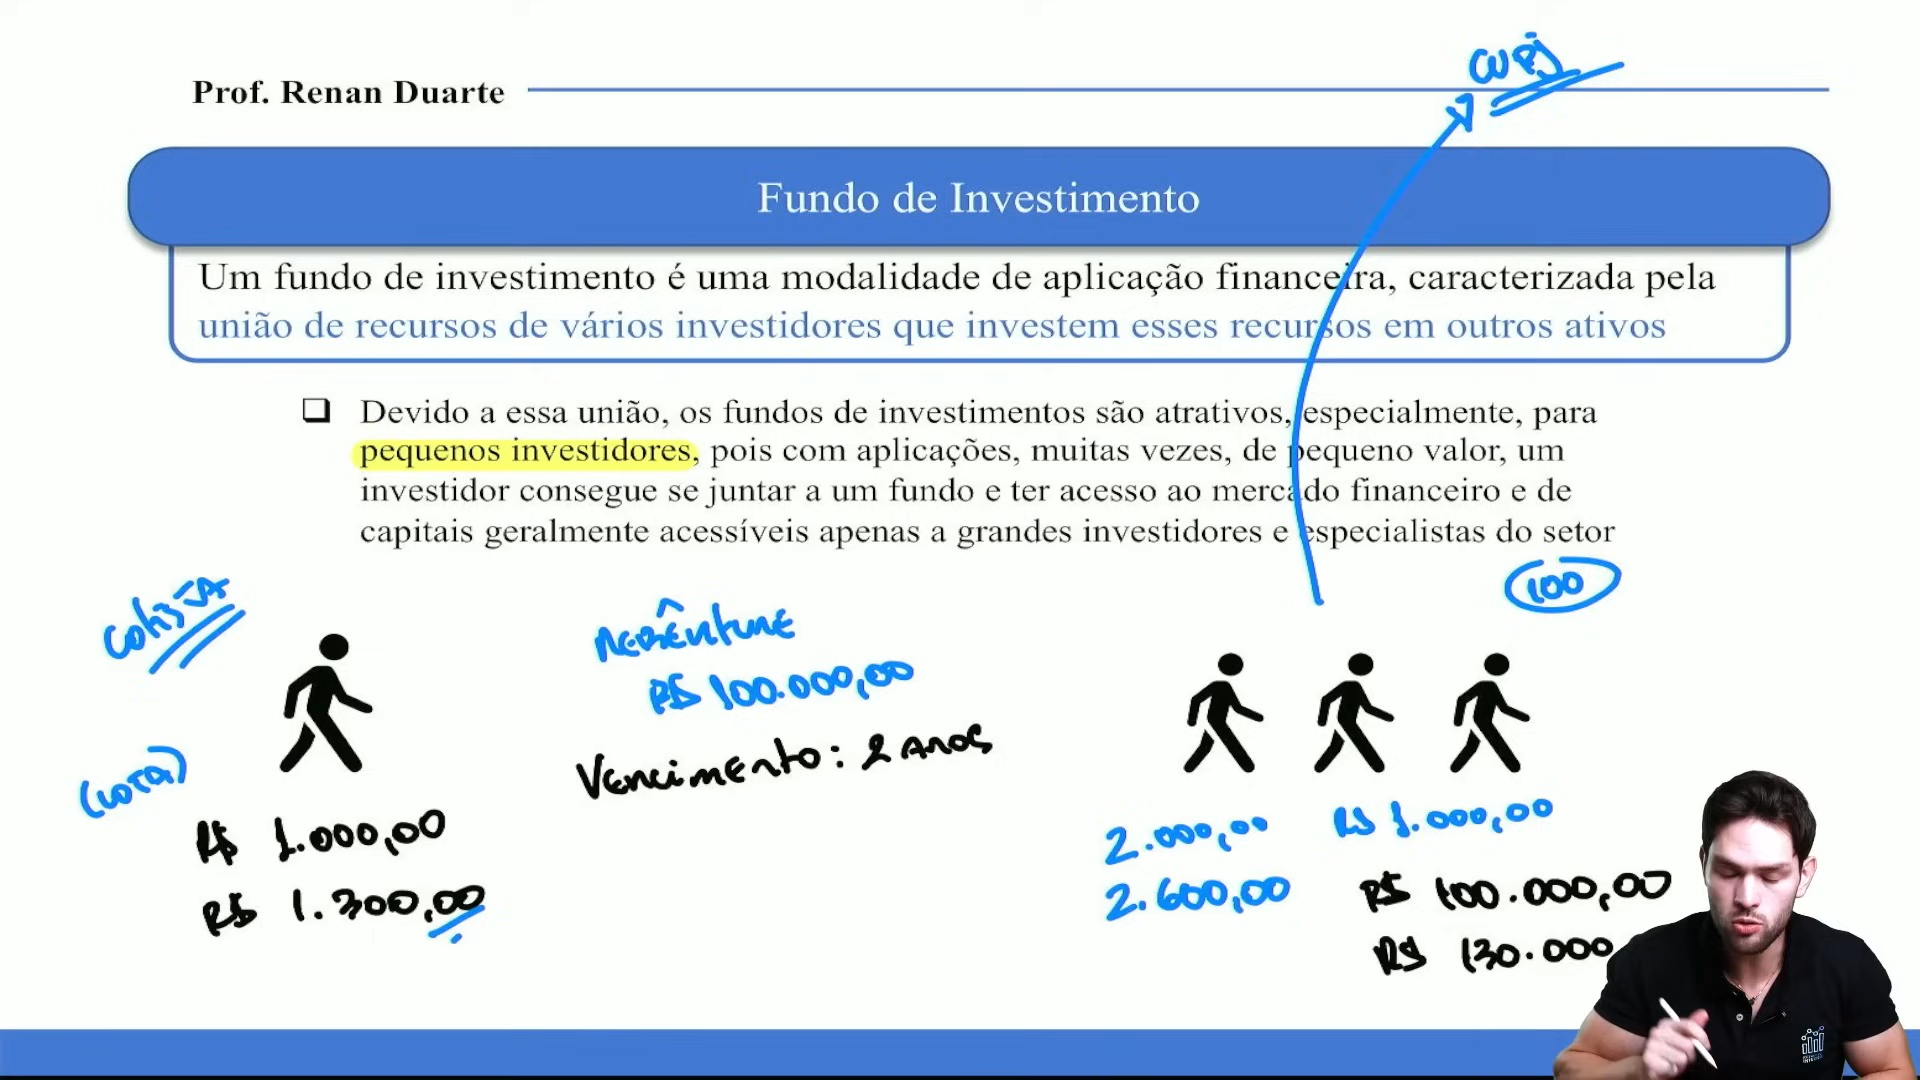 CNPJ
Prof. Renan Duarte
Fundo de Investimento
Um fundo de investimento é uma modalidade de aplicação financeira, caracterizada pela
união de recursos de vários investidores que investem esses recursos em outros ativos
Devido a essa união, os fundos de investimentos são atrativos, especialmente, para
pequenos investidores, pois com aplicações, muitas vezes, de pequeno valor, um
investidor consegue se juntar a um fundo e ter acesso ao mercado financeiro e de
capitais geralmente acessíveis apenas a grandes investidores e especialistas do setor
100
Cotista
Debênture
R$ 100.000,00
Vencimento: 2 anos
(cota)
R$ 1.000,00
R$ 1.300,00
2.000,00
2.600,00
R$ 1.000,00
R$ 100.000,00
R$ 130.000